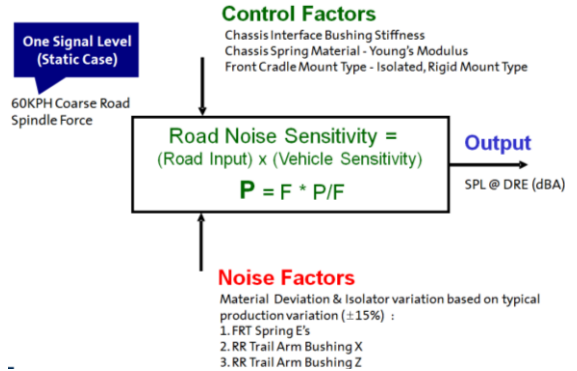 Control Factors
Chassis Interface Bushing Stiffness
Chassis Spring Material - Young's Modulus
Front Cradle Mount Type - Isolated, Rigid Mount Type
One Signal Level
(Static Case)
60KPH Coarse Road
Spindle Force
Road Noise Sensitivity =
(Road Input) x (Vehicle Sensitivity)
P = F * P/F
Output
SPL @ DRE (dBA)
Noise Factors
Material Deviation & Isolator variation based on typical
production variation (±15%) :
1. FRT Spring E's
2. RR Trail Arm Bushing X
3. RR Trail Arm Bushing Z